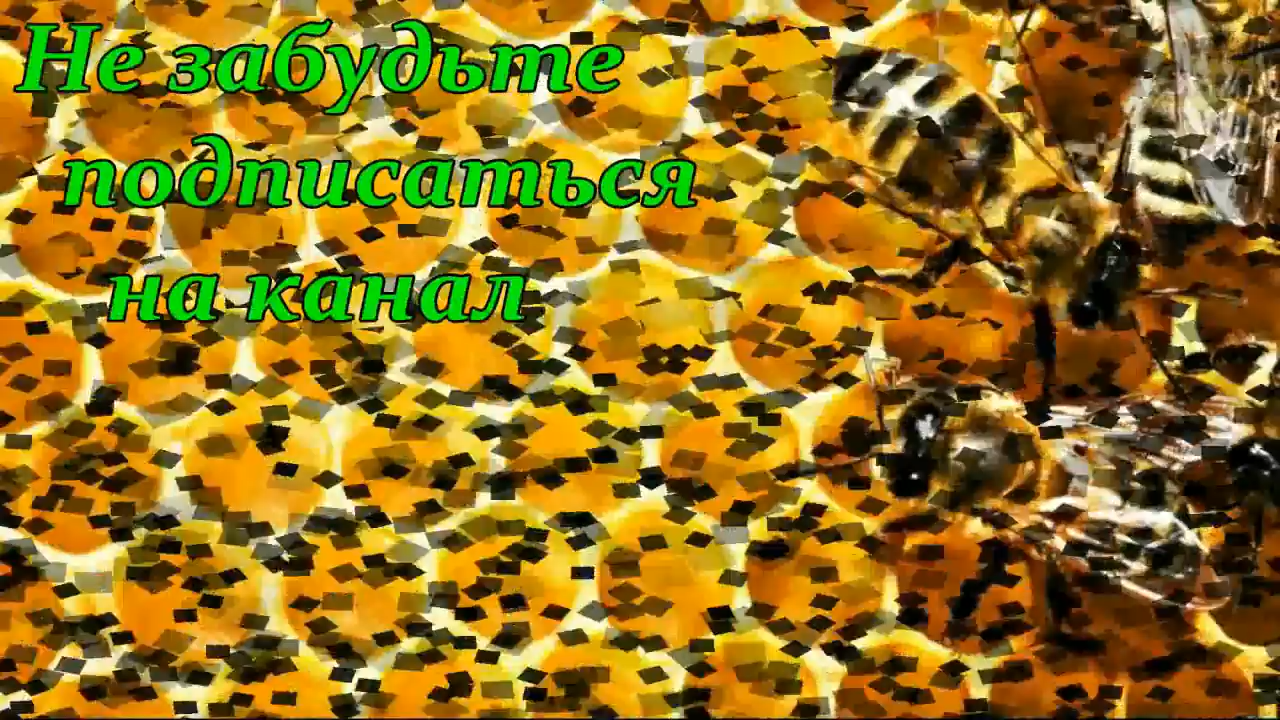 Не забудьте
подписаться
на канал